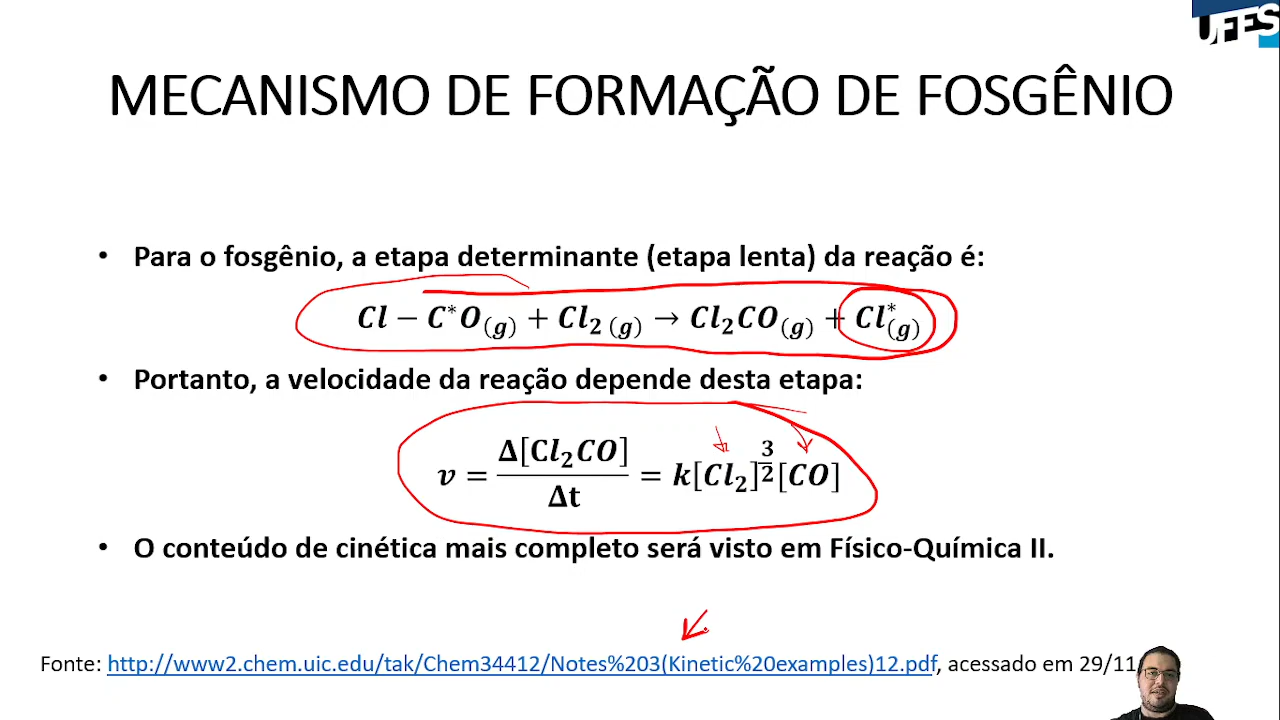 UFES
MECANISMO DE FORMAÇÃO DE FOSGÊNIO
• Para o fosgênio, a etapa determinante (etapa lenta) da reação é:
Cl − C*O(g) + Cl₂ (g) → Cl₂CO(g) + Cl*(g)
• Portanto, a velocidade da reação depende desta etapa:
v = Δ[Cl₂CO]/Δt = k[Cl₂]^(3/2)[CO]
• O conteúdo de cinética mais completo será visto em Físico-Química II.
Fonte: http://www2.chem.uic.edu/tak/Chem34412/Notes%203(Kinetic%20examples)12.pdf, acessado em 29/11